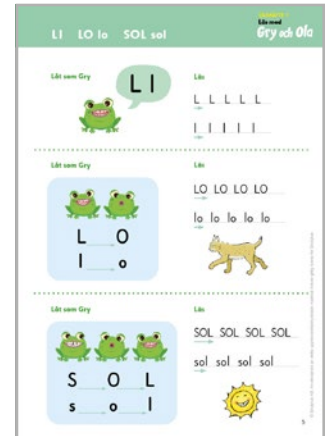 Ll LO lo SOL sol
Läs med
Gry och Ola
Låt som Gry
L l
Läs
L L L L L
l l l l l
Låt som Gry
L O
l o
Läs
LO LO LO LO
lo lo lo lo lo
Låt som Gry
S O L
s o l
Läs
SOL SOL SOL SOL
sol sol sol sol
5